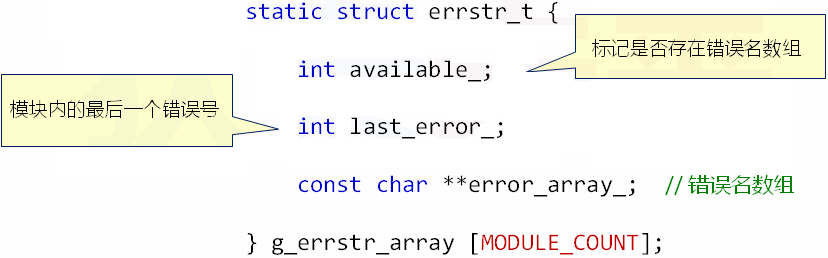 static struct errstr_t {
标记是否存在错误名数组
int available_;
模块内的最后一个错误号
int last_error_;
const char **error_array_; // 错误名数组
} g_errstr_array [MODULE_COUNT];